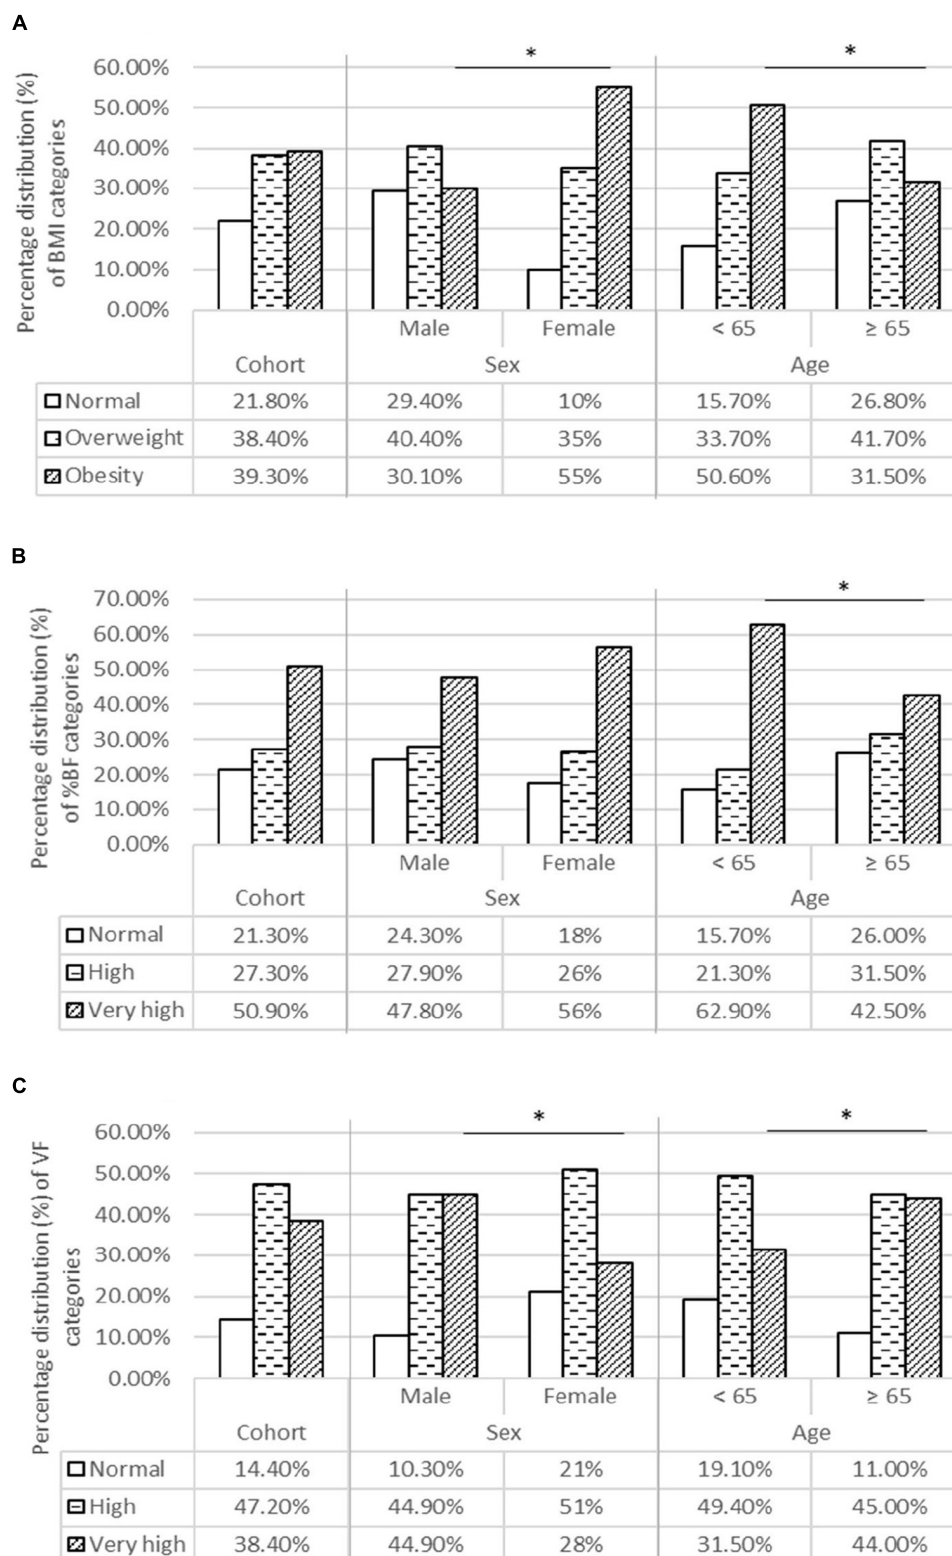 A
*
*
Percentage distribution (%)
of BMI categories
60.00%
50.00%
40.00%
30.00%
20.00%
10.00%
0.00%
Male Female < 65 ≥ 65
Cohort Sex Age
Normal 21.80% 29.40% 10% 15.70% 26.80%
Overweight 38.40% 40.40% 35% 33.70% 41.70%
Obesity 39.30% 30.10% 55% 50.60% 31.50%
B
*
Percentage distribution (%)
of %BF categories
70.00%
60.00%
50.00%
40.00%
30.00%
20.00%
10.00%
0.00%
Male Female < 65 ≥ 65
Cohort Sex Age
Normal 21.30% 24.30% 18% 15.70% 26.00%
High 27.30% 27.90% 26% 21.30% 31.50%
Very high 50.90% 47.80% 56% 62.90% 42.50%
C
*
*
Percentage distribution (%) of VF
categories
60.00%
50.00%
40.00%
30.00%
20.00%
10.00%
0.00%
Male Female < 65 ≥ 65
Cohort Sex Age
Normal 14.40% 10.30% 21% 19.10% 11.00%
High 47.20% 44.90% 51% 49.40% 45.00%
Very high 38.40% 44.90% 28% 31.50% 44.00%